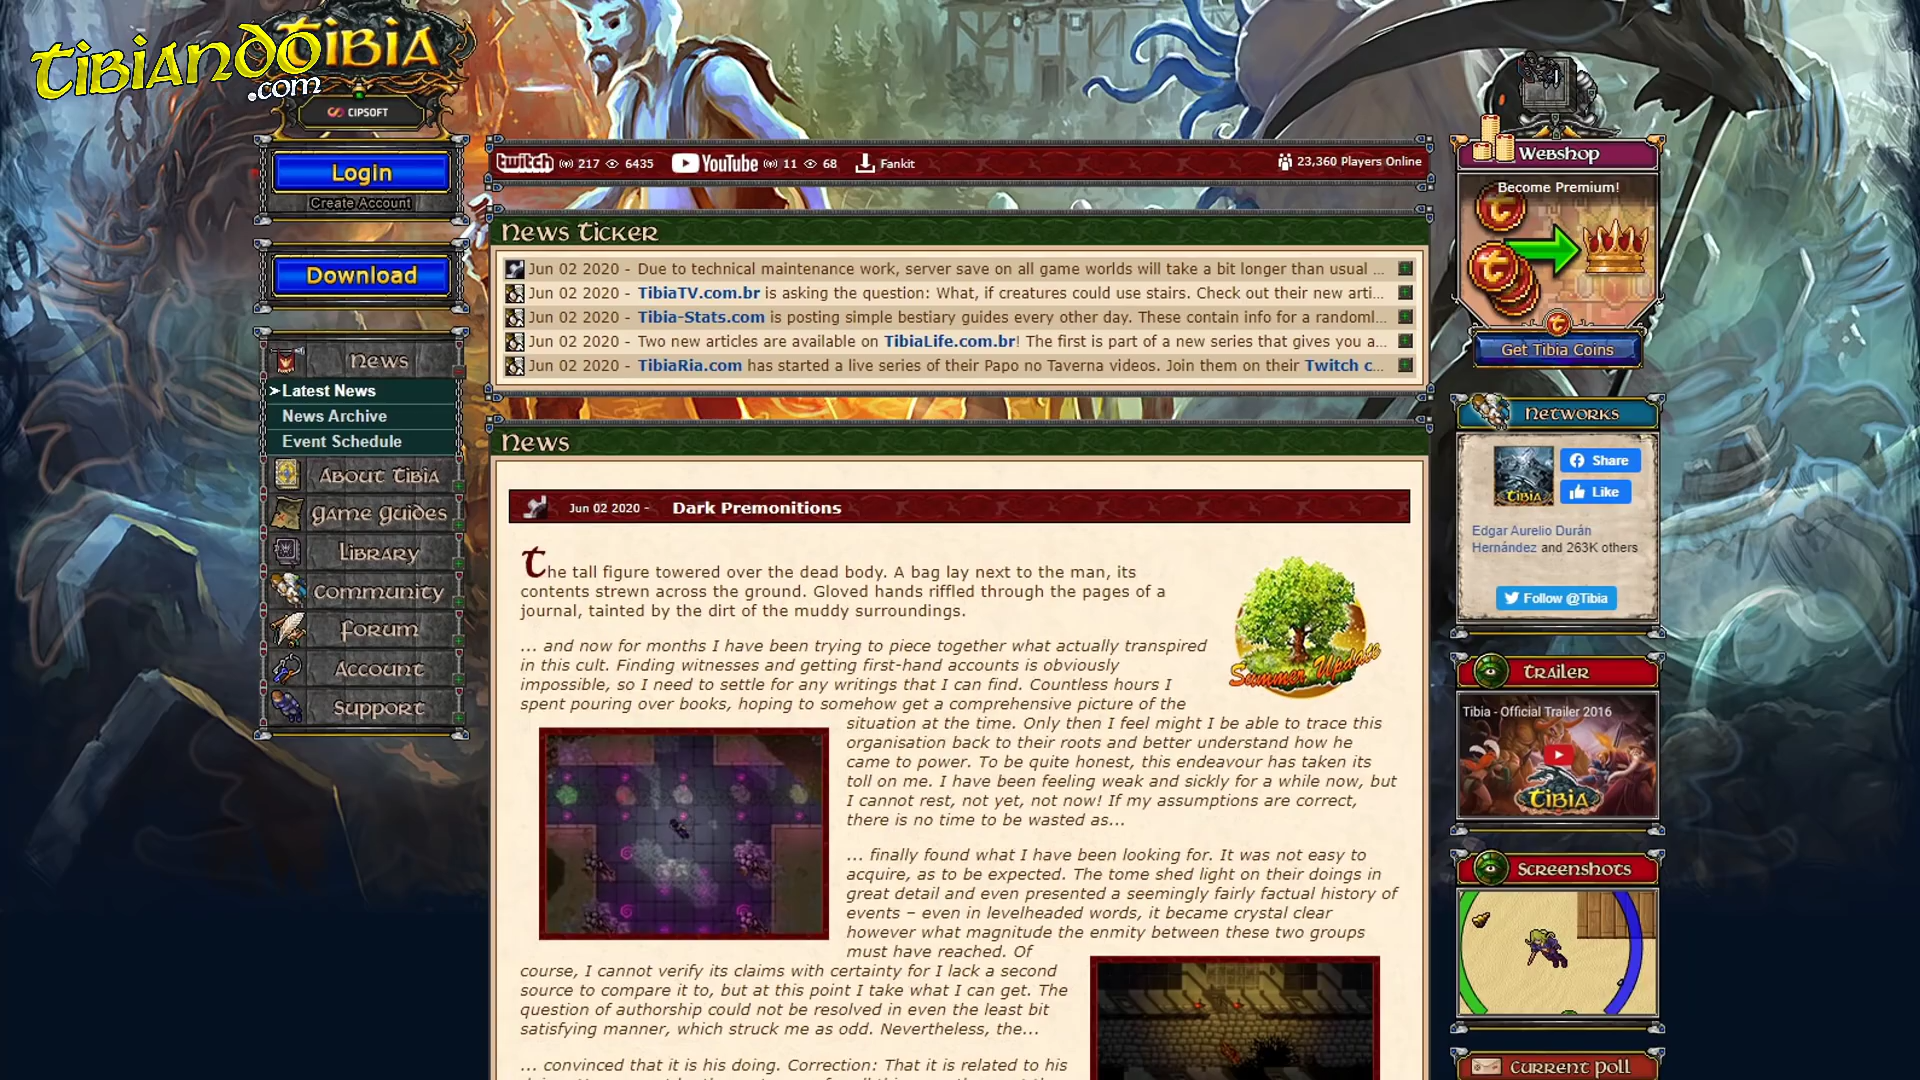 TIBIANDO
.com
TIBIA
CIPSOFT
Login
Create Account
Download
News
Latest News
News Archive
Event Schedule
About Tibia
Game Guides
Library
Community
Forum
Account
Support
twitch 217 6435 YouTube 11 68 Fankit 23,360 Players Online
News Ticker
Jun 02 2020 - Due to technical maintenance work, server save on all game worlds will take a bit longer than usual ...
Jun 02 2020 - TibiaTV.com.br is asking the question: What, if creatures could use stairs. Check out their new arti...
Jun 02 2020 - Tibia-Stats.com is posting simple bestiary guides every other day. These contain info for a randoml...
Jun 02 2020 - Two new articles are available on TibiaLife.com.br! The first is part of a new series that gives you a...
Jun 02 2020 - TibiaRia.com has started a live series of their Papo no Taverna videos. Join them on their Twitch c...
News
Jun 02 2020 - Dark Premonitions
The tall figure towered over the dead body. A bag lay next to the man, its
contents strewn across the ground. Gloved hands riffled through the pages of a
journal, tainted by the dirt of the muddy surroundings.
Summer Update
... and now for months I have been trying to piece together what actually transpired
in this cult. Finding witnesses and getting first-hand accounts is obviously
impossible, so I need to settle for any writings that I can find. Countless hours I
spent pouring over books, hoping to somehow get a comprehensive picture of the
situation at the time. Only then I feel might I be able to trace this
organisation back to their roots and better understand how he
came to power. To be quite honest, this endeavour has taken its
toll on me. I have been feeling weak and sickly for a while now, but
I cannot rest, not yet, not now! If my assumptions are correct,
there is no time to be wasted as...
... finally found what I have been looking for. It was not easy to
acquire, as to be expected. The tome shed light on their doings in
great detail and even presented a seemingly fairly factual history of
events – even in levelheaded words, it became crystal clear
however what magnitude the enmity between these two groups
must have reached. Of
course, I cannot verify its claims with certainty for I lack a second
source to compare it to, but at this point I take what I can get. The
question of authorship could not be resolved in even the least bit
satisfying manner, which struck me as odd. Nevertheless, the...
... convinced that it is his doing. Correction: That it is related to his
Webshop
Become Premium!
Get Tibia Coins
Networks
TIBIA
Share
Like
Edgar Aurelio Durán
Hernández and 263K others
Follow @Tibia
Trailer
Tibia - Official Trailer 2016
TIBIA
Screenshots
Current Poll